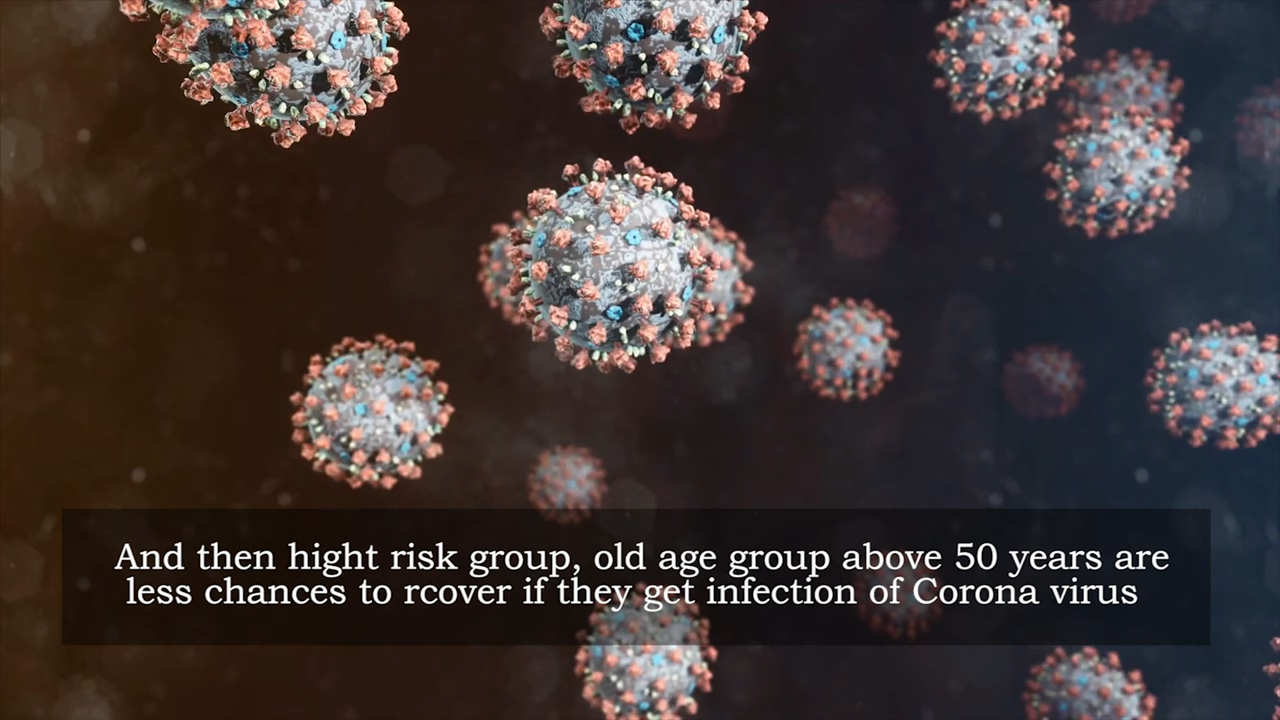 And then hight risk group, old age group above 50 years are
less chances to rcover if they get infection of Corona virus